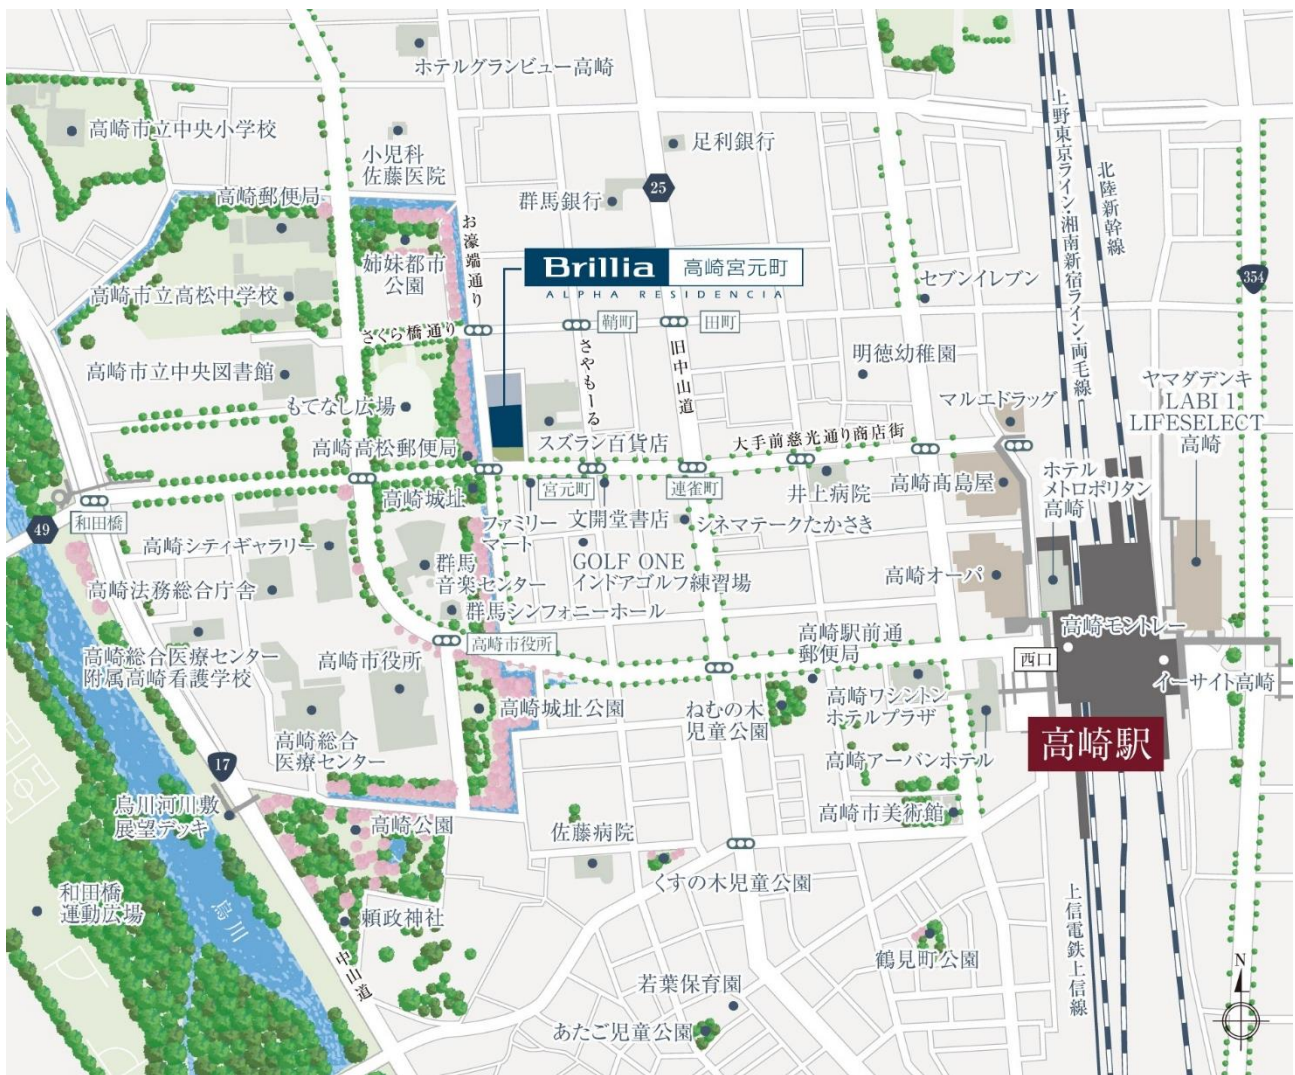 ホテルグランビュー高崎
高崎市立中央小学校
小児科
佐藤医院
足利銀行
群馬銀行
25
高崎郵便局
お濠端通り
姉妹都市
公園
Brillia
高崎宮元町
ALPHA RESIDENCIA
上野東京ライン・湘南新宿ライン・両毛線
北陸新幹線
354
セブンイレブン
高崎市立高松中学校
さくら橋通り
鞘町
田町
さやもーる
旧中山道
明徳幼稚園
高崎市立中央図書館
もてなし広場
マルエドラッグ
ヤマダデンキ
LABI 1
LIFESELECT
高崎
スズラン百貨店
大手前慈光通り商店街
高崎高松郵便局
高崎城址
宮元町
連雀町
井上病院
高崎髙島屋
ホテル
メトロポリタン
高崎
49
和田橋
ファミリー
マート
文開堂書店
シネマテークたかさき
高崎シティギャラリー
群馬
音楽センター
GOLF ONE
インドアゴルフ練習場
高崎オーパ
高崎法務総合庁舎
群馬シンフォニーホール
高崎市役所
高崎総合医療センター
附属高崎看護学校
高崎市役所
高崎駅前通
郵便局
西口
高崎モントレー
イーサイト高崎
高崎城址公園
ねむの木
児童公園
高崎ワシントン
ホテルプラザ
高崎駅
高崎総合
医療センター
高崎アーバンホテル
17
烏川河川敷
展望デッキ
高崎公園
佐藤病院
高崎市美術館
くすの木児童公園
和田橋
運動広場
烏川
頼政神社
中山道
上信電鉄上信線
鶴見町公園
若葉保育園
あたご児童公園
N